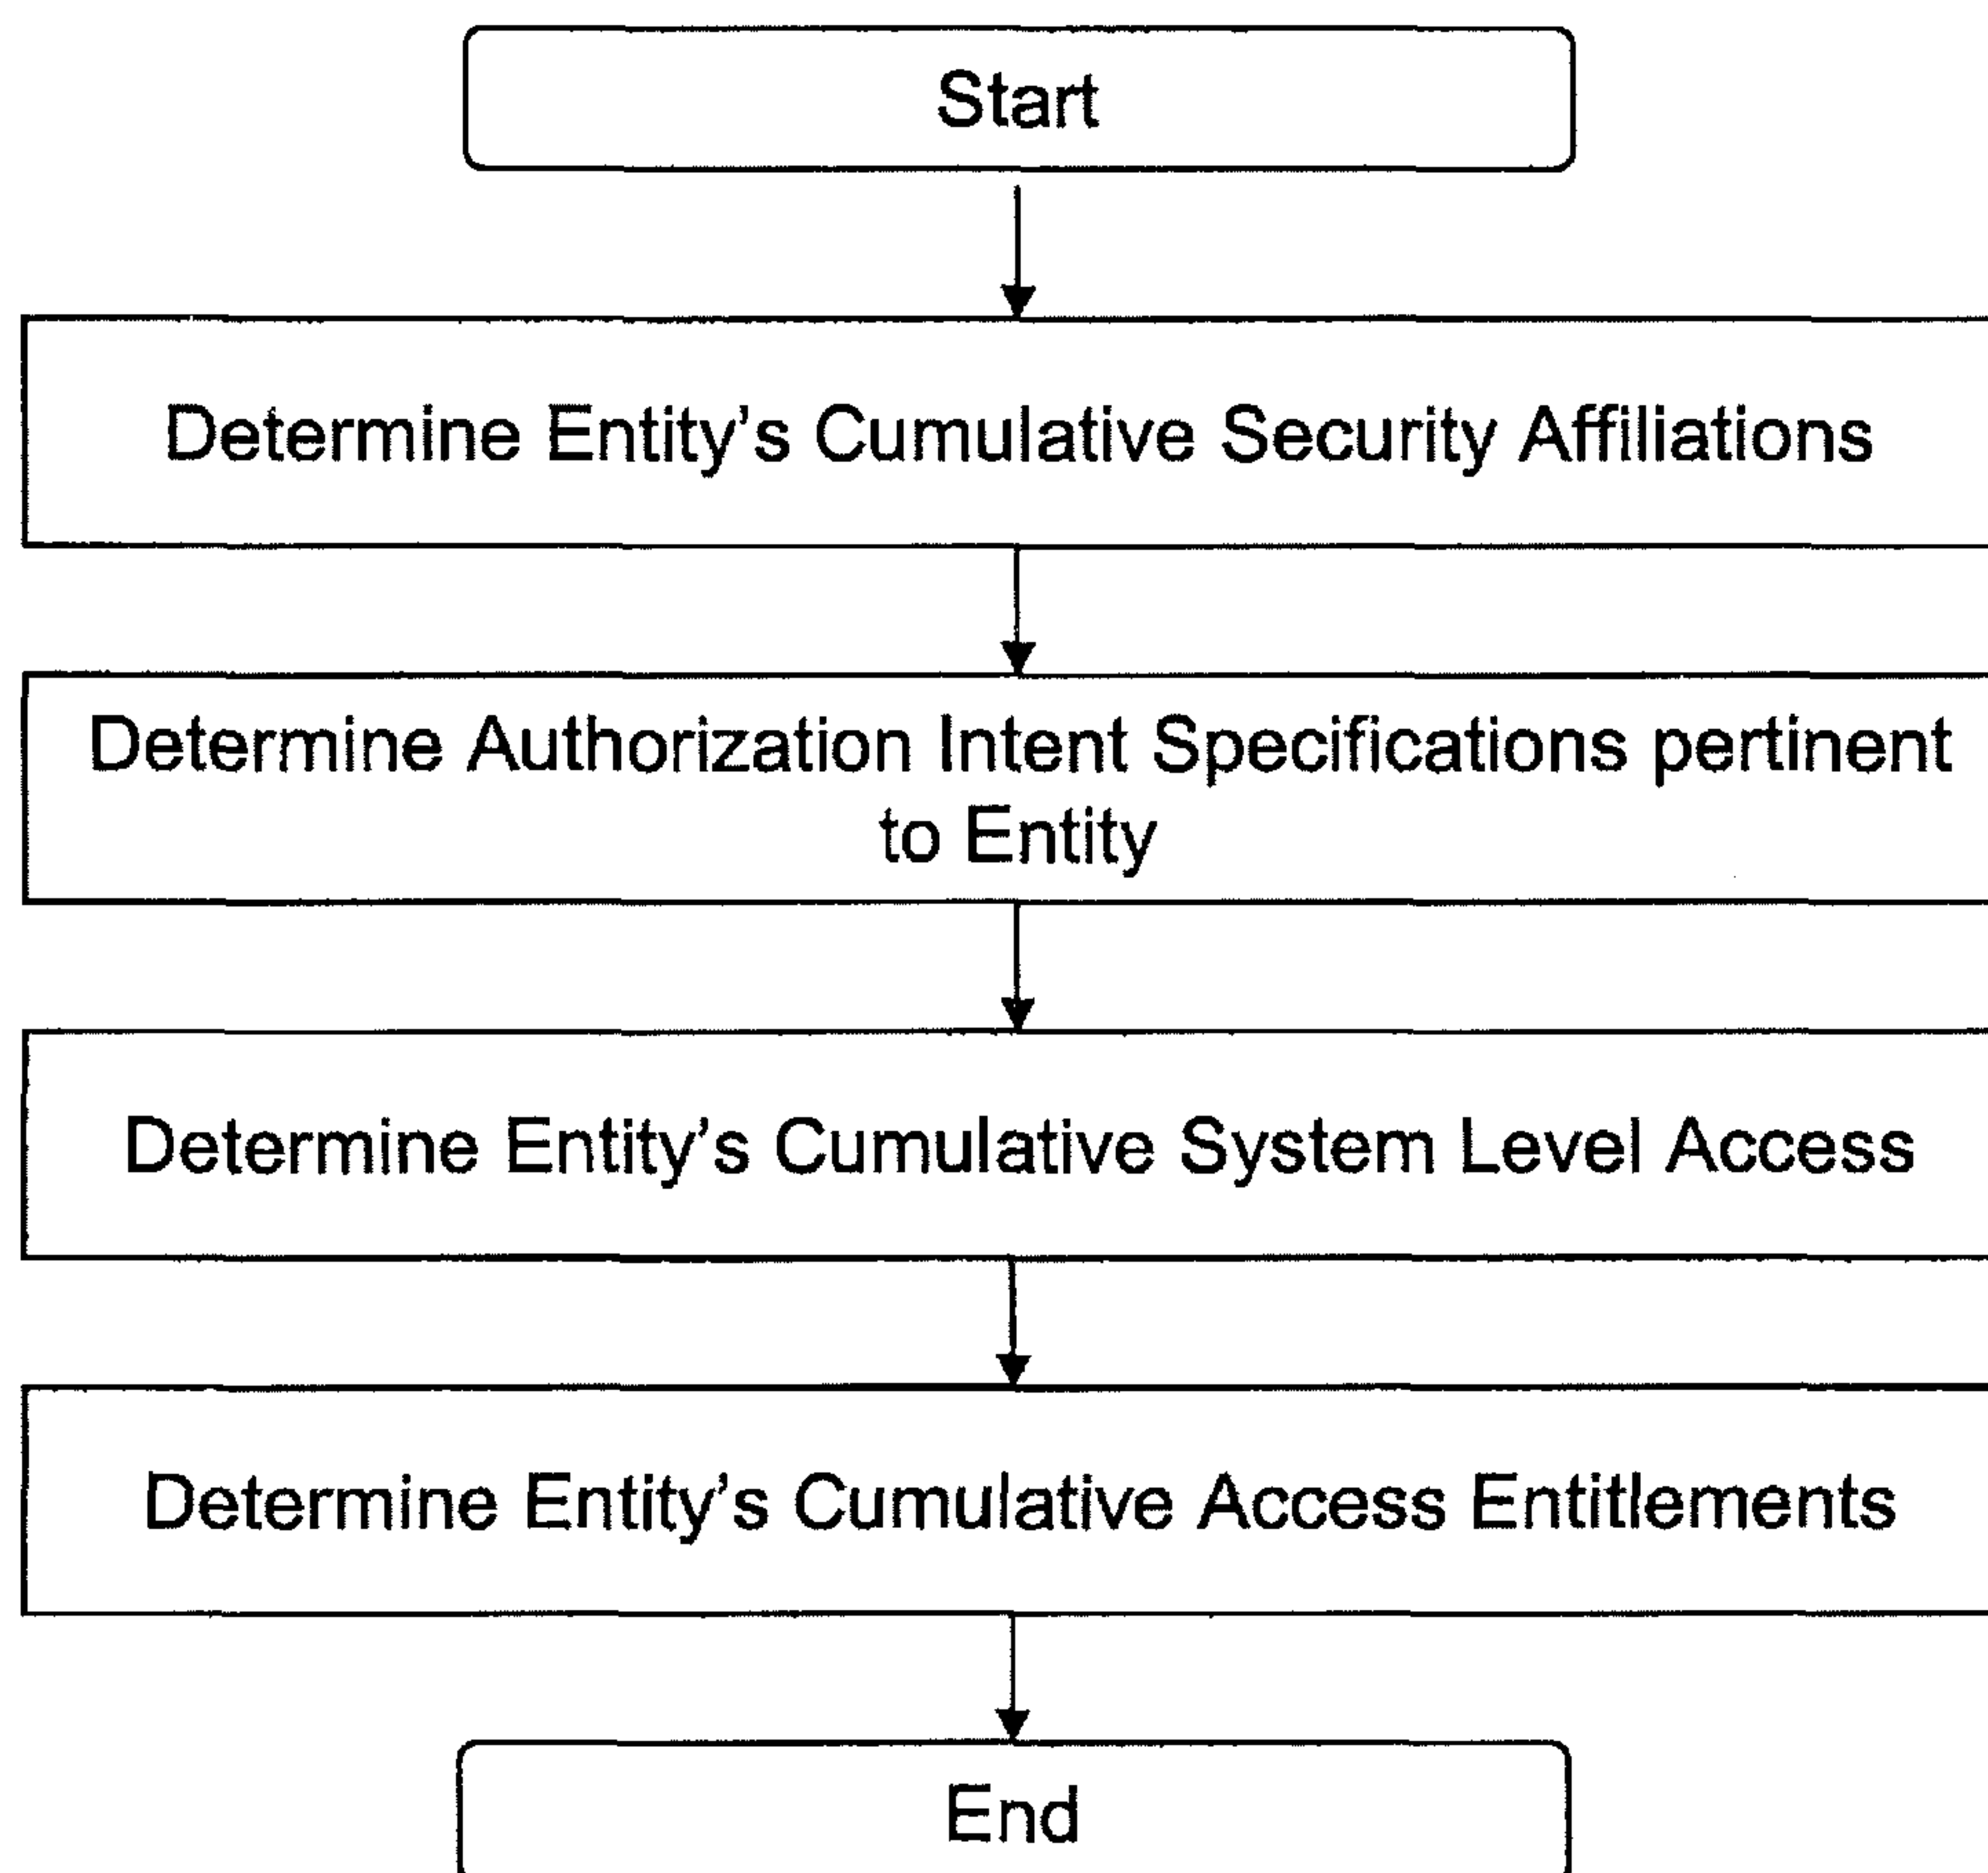 Start
Determine Entity's Cumulative Security Affiliations
Determine Authorization Intent Specifications pertinent
to Entity
Determine Entity's Cumulative System Level Access
Determine Entity's Cumulative Access Entitlements
End